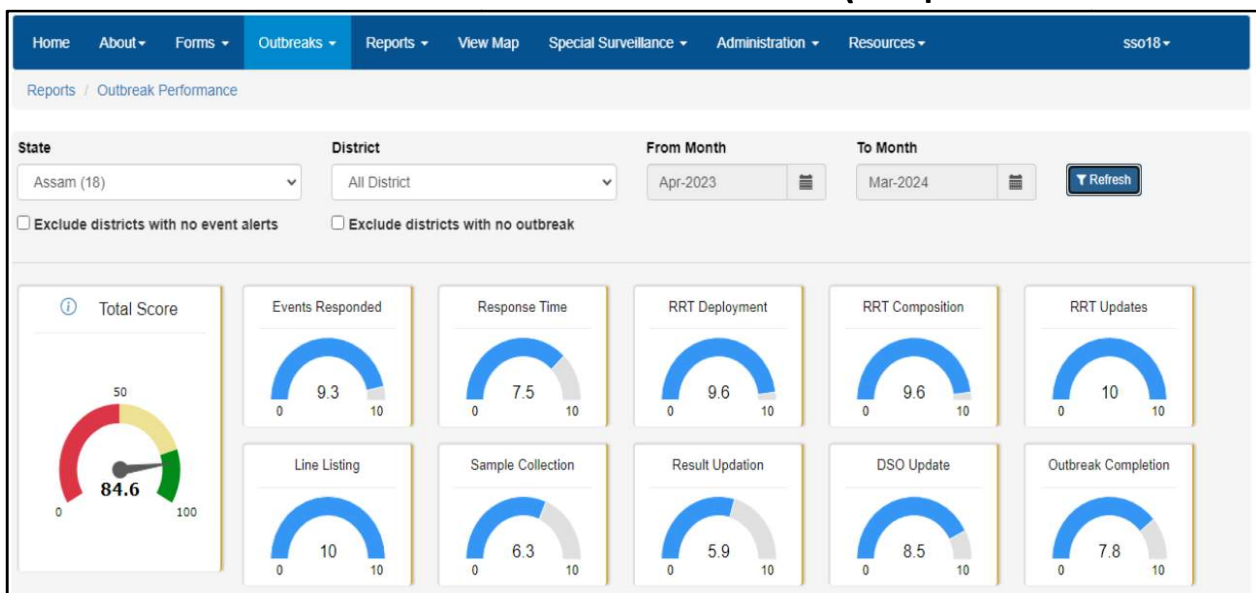 Home About Forms Outbreaks Reports View Map Special Surveillance Administration Resources sso18
Reports / Outbreak Performance
State District From Month To Month
Assam (18) All District Apr-2023 Mar-2024 Refresh
Exclude districts with no event alerts Exclude districts with no outbreak
Total Score
50
84.6
0 100
Events Responded
9.3
0 10
Response Time
7.5
0 10
RRT Deployment
9.6
0 10
RRT Composition
9.6
0 10
RRT Updates
10
0 10
Line Listing
10
0 10
Sample Collection
6.3
0 10
Result Updation
5.9
0 10
DSO Update
8.5
0 10
Outbreak Completion
7.8
0 10